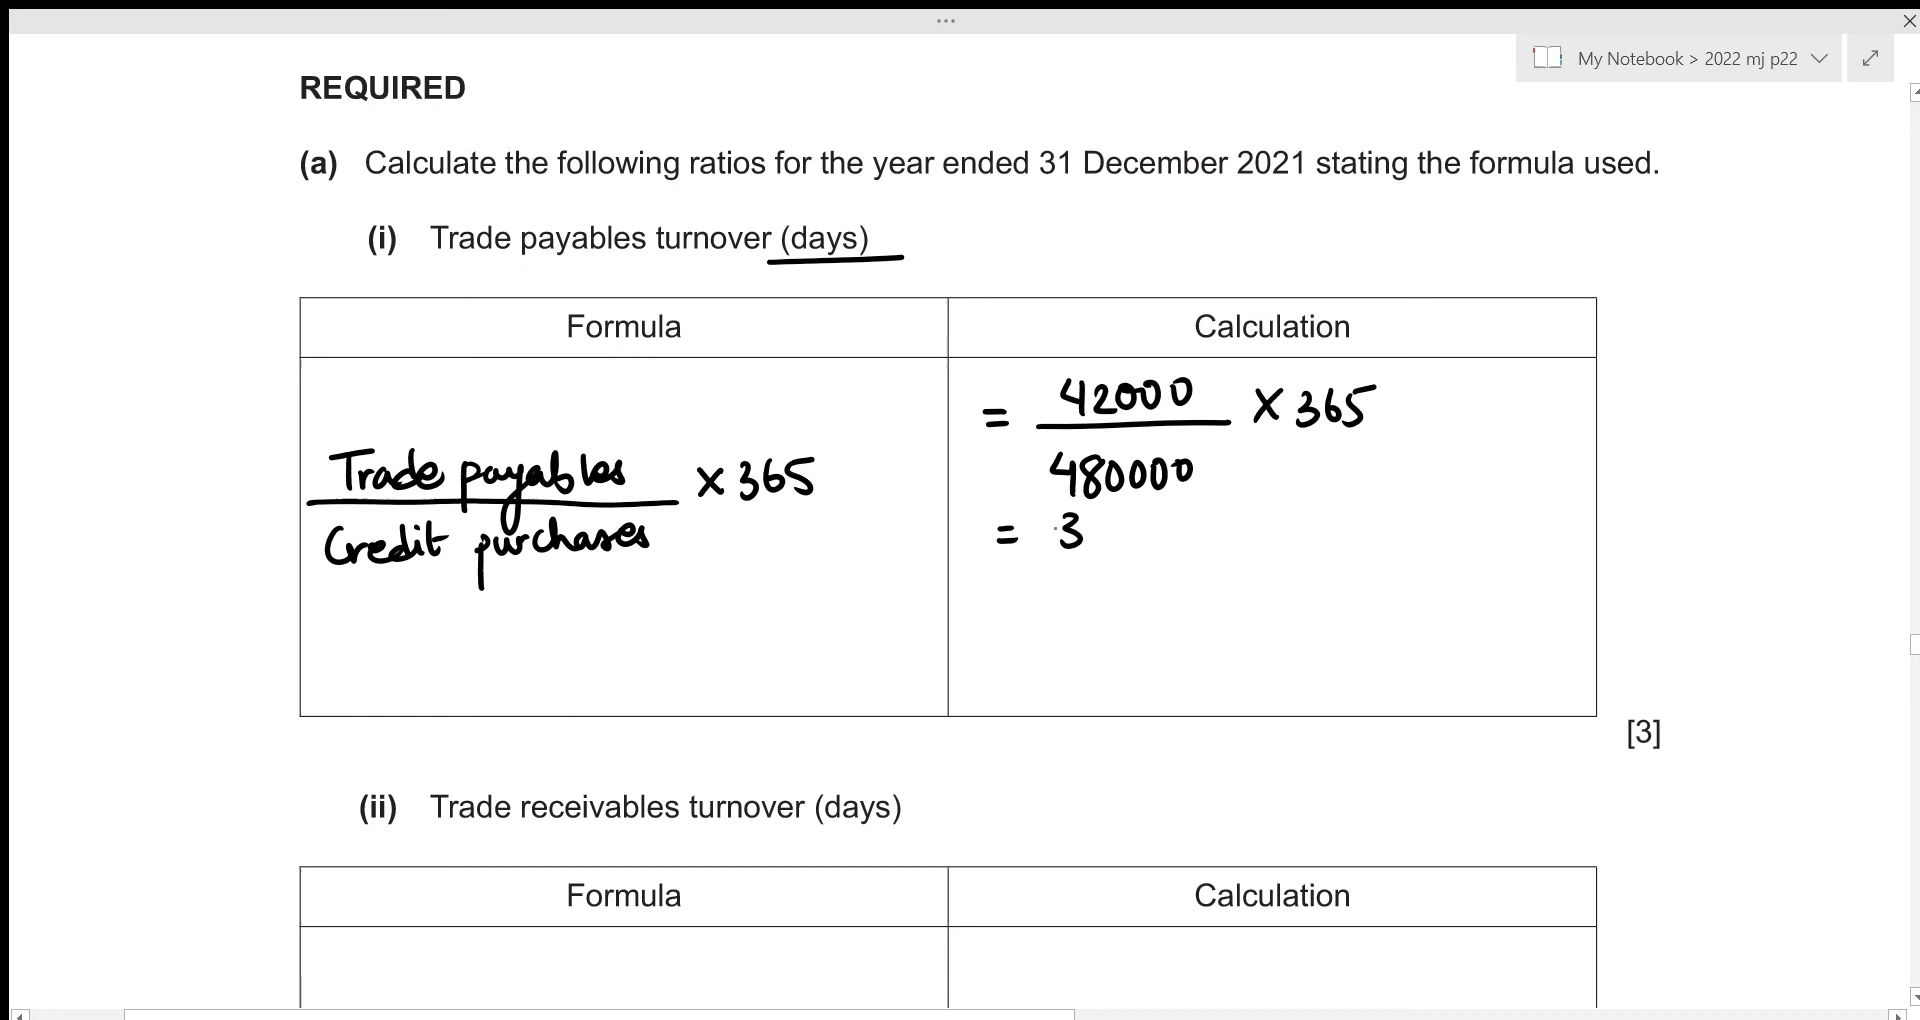 ...
My Notebook > 2022 mj p22
REQUIRED
(a) Calculate the following ratios for the year ended 31 December 2021 stating the formula used.
(i) Trade payables turnover (days)
Formula Calculation
= 42000 × 365
480000
Trade payables × 365
Credit purchases
= 3
[3]
(ii) Trade receivables turnover (days)
Formula Calculation